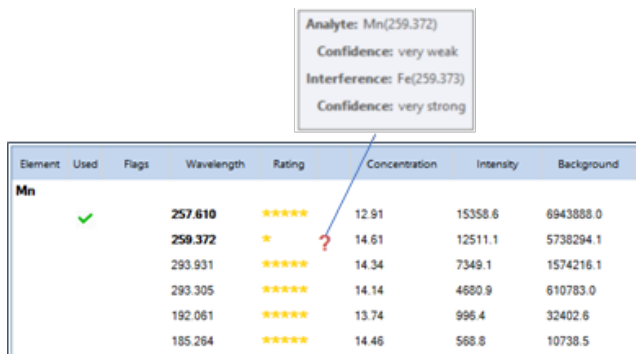 Analyte: Mn(259.372)
Confidence: very weak
Interference: Fe(259.373)
Confidence: very strong
Element Used Flags Wavelength Rating Concentration Intensity Background
Mn
✓ 257.610 ★★★★★ 12.91 15358.6 6943888.0
259.372 ★ ? 14.61 12511.1 5738294.1
293.931 ★★★★★ 14.34 7349.1 1574216.1
293.305 ★★★★★ 14.14 4680.9 610783.0
192.061 ★★★★★ 13.74 996.4 32402.6
185.264 ★★★★★ 14.46 568.8 10738.5